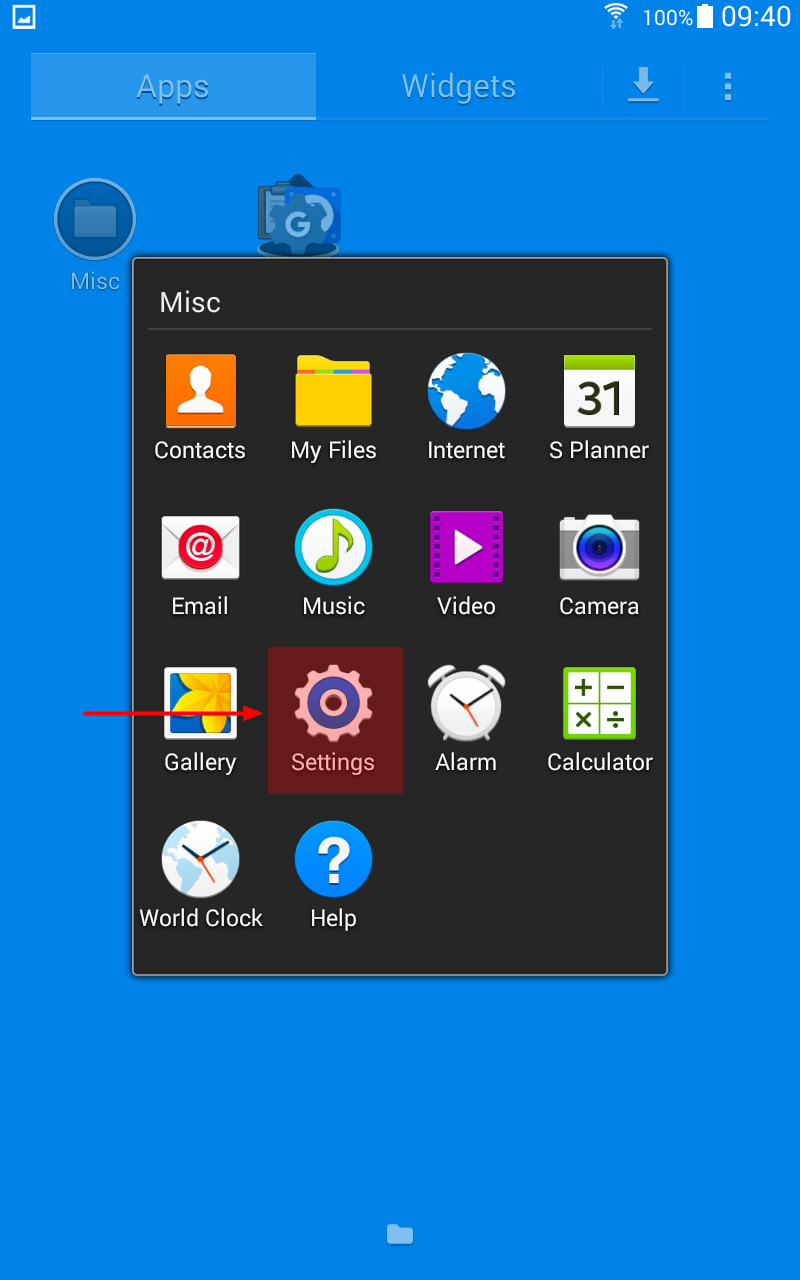 100% 09:40
Apps Widgets
G
Misc
Misc
Contacts My Files Internet S Planner
31
@
Email Music Video Camera
Gallery Settings Alarm Calculator
+ −
× ÷
?
World Clock Help